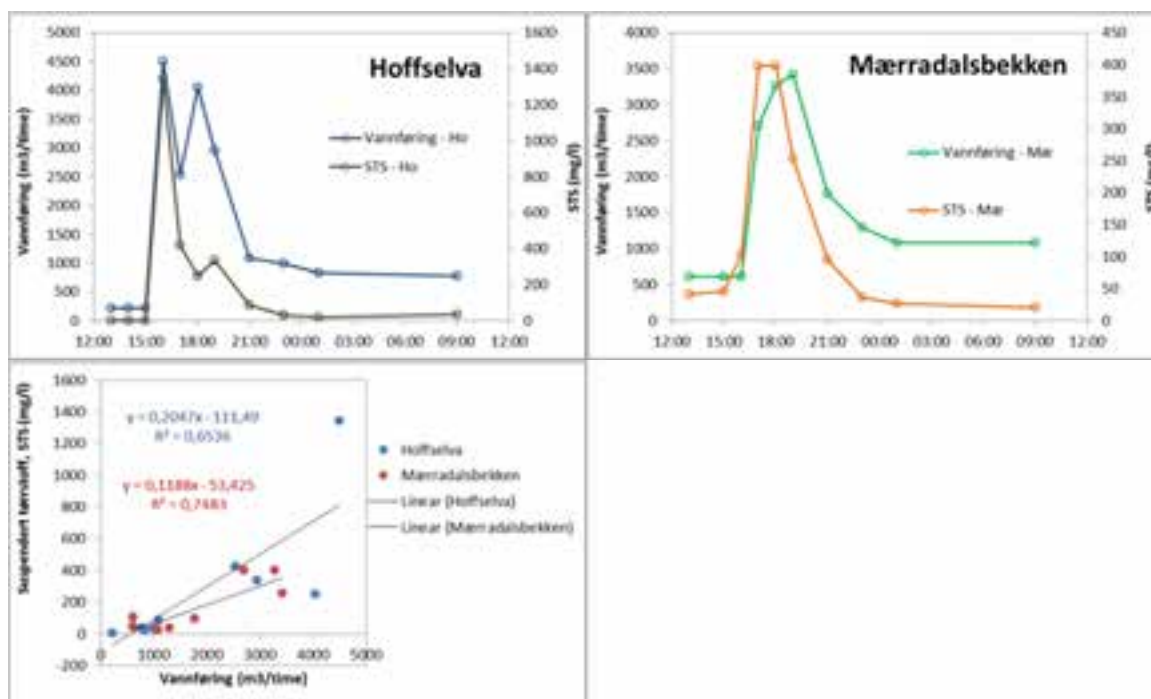 Hoffselva
Vannføring (m3/time)
5000
4500
4000
3500
3000
2500
2000
1500
1000
500
0
1600
1400
1200
1000
800
600
400
200
0
STS (mg/l)
Vannføring - Ho
STS - Ho
12:00 15:00 18:00 21:00 00:00 03:00 06:00 09:00 12:00
Mærradalsbekken
Vannføring (m3/time)
4000
3500
3000
2500
2000
1500
1000
500
0
450
400
350
300
250
200
150
100
50
0
STS (mg/l)
Vannføring - Mær
STS - Mær
12:00 15:00 18:00 21:00 00:00 03:00 06:00 09:00 12:00
Suspendert tørrstoff, STS (mg/l)
1600
1400
1200
1000
800
600
400
200
0
-200
y = 0,2047x - 111,49
R² = 0,6536
y = 0,1188x - 53,425
R² = 0,7483
Hoffselva
Mærradalsbekken
Linear (Hoffselva)
Linear (Mærradalsbekken)
0 1000 2000 3000 4000 5000
Vannføring (m3/time)